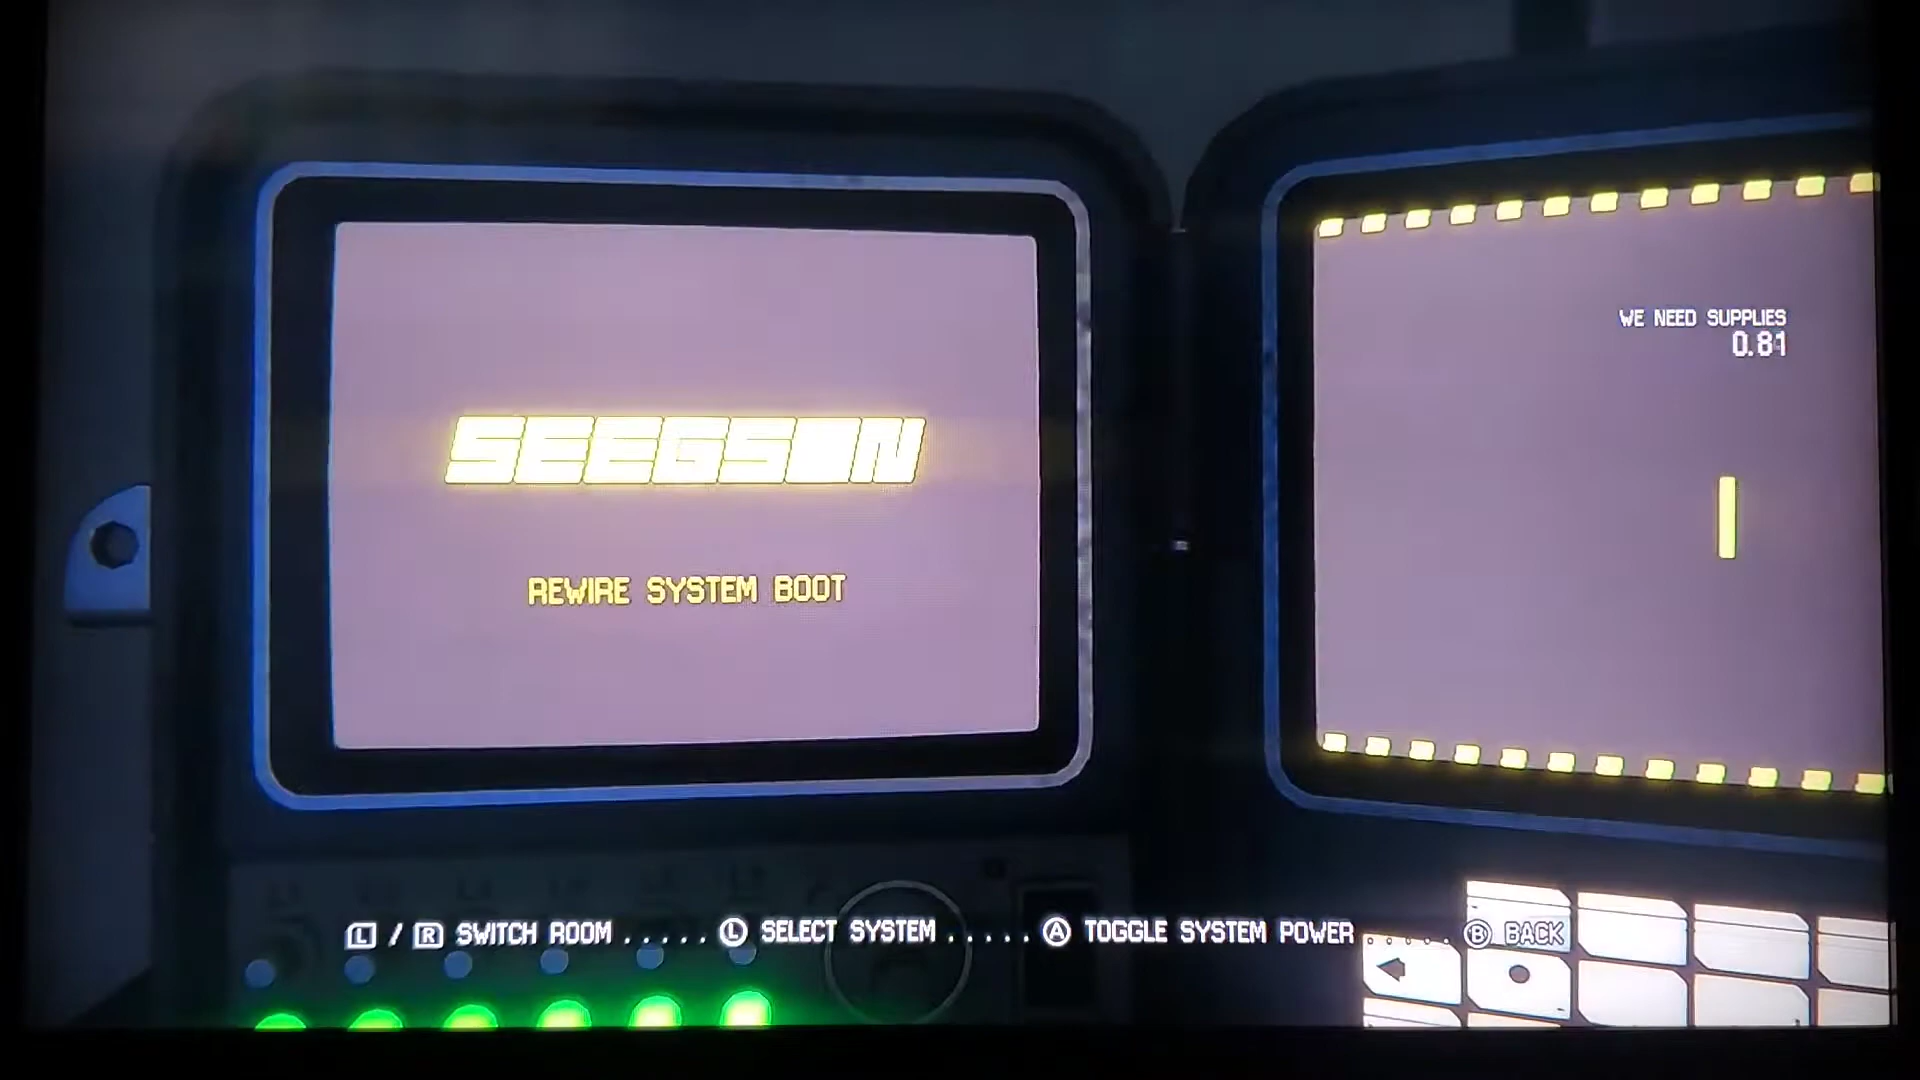 SEEGSON
REWIRE SYSTEM BOOT
WE NEED SUPPLIES
0.81
L / R SWITCH ROOM ..... L SELECT SYSTEM ..... A TOGGLE SYSTEM POWER ..... B BACK